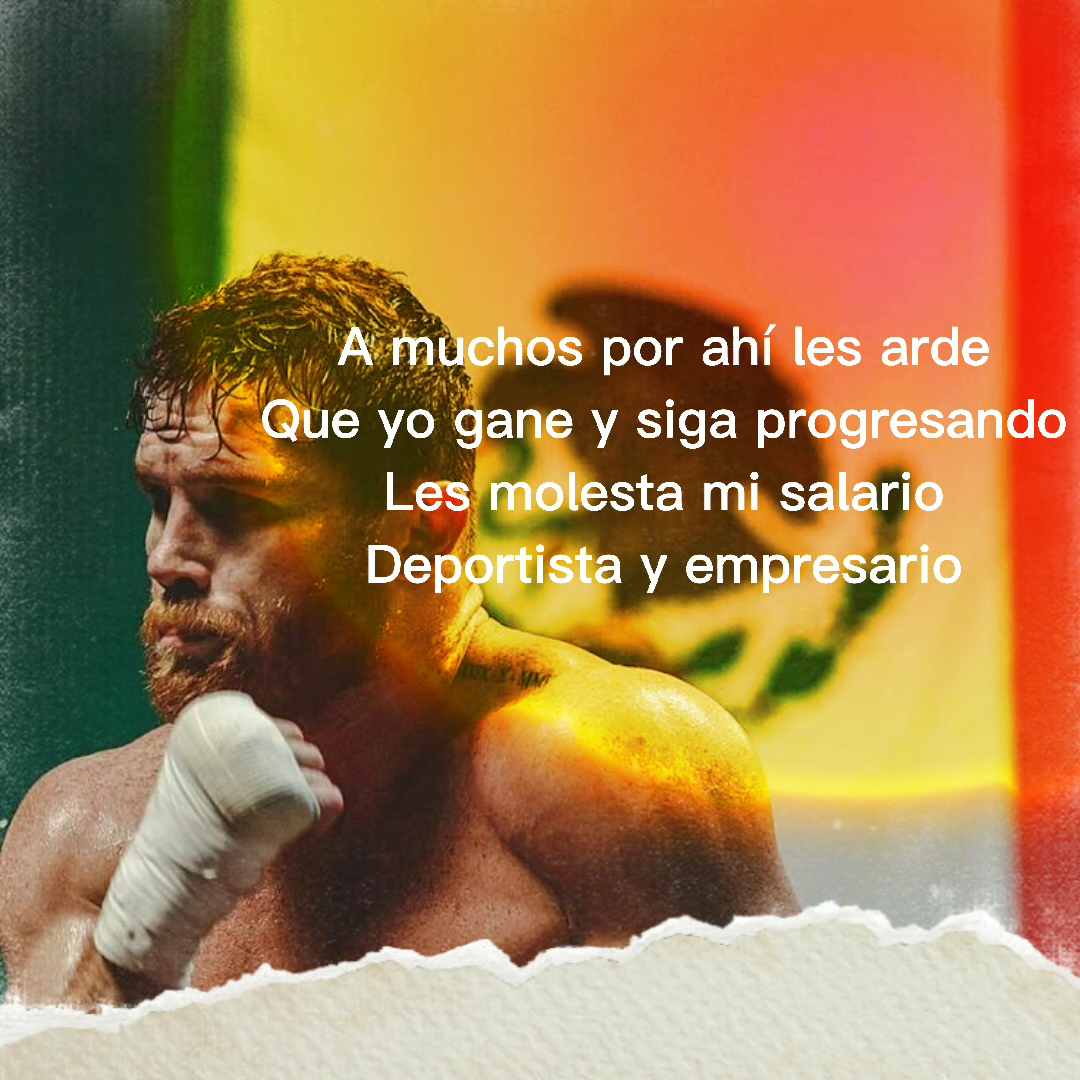 A muchos por ahí les arde
Que yo gane y siga progresando
Les molesta mi salario
Deportista y empresario